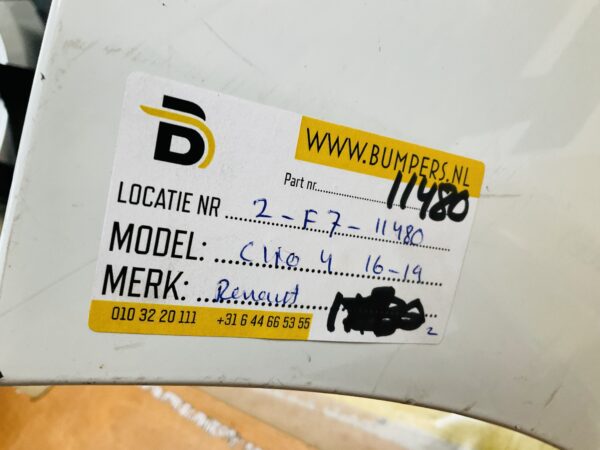 B
WWW.BUMPERS.NL
Part nr. 11480
LOCATIE NR 2-F7-11480
MODEL: Clio 4 16-19
MERK: Renault
2
010 32 20 111 +31 6 44 66 53 55